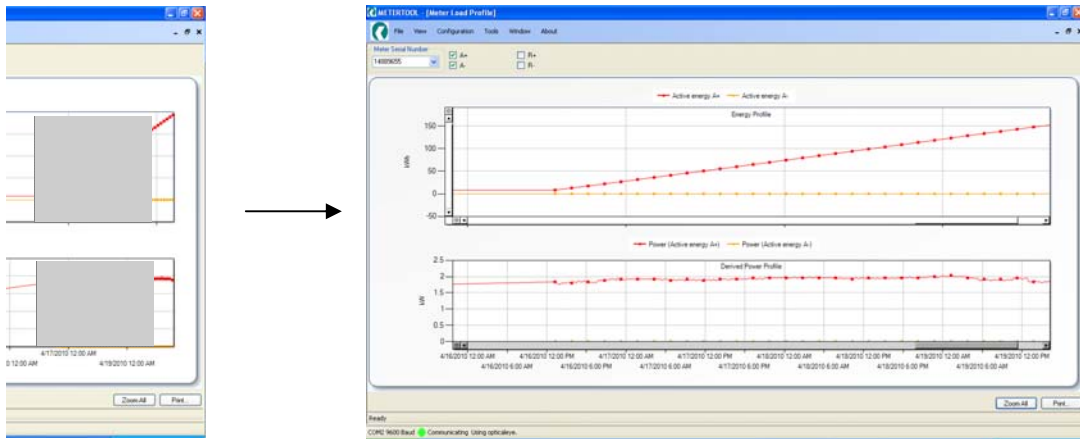 4/17/2010 12:00 AM
0 12:00 AM 4/19/2010 12:00 AM
Zoom All Print...
METERTOOL - [Meter Load Profile]
File View Configuration Tools Window About
Meter Serial Number
14889655
A+ R+
A- R-
Active energy A+ Active energy A-
Energy Profile
150
100
50
0
-50
kWh
Power (Active energy A+) Power (Active energy A-)
Derived Power Profile
2.5
2
1.5
1
0.5
0
kW
4/16/2010 12:00 AM 4/16/2010 12:00 PM 4/17/2010 12:00 AM 4/17/2010 12:00 PM 4/18/2010 12:00 AM 4/18/2010 12:00 PM 4/19/2010 12:00 AM 4/19/2010 12:00 PM
4/16/2010 6:00 AM 4/16/2010 6:00 PM 4/17/2010 6:00 AM 4/17/2010 6:00 PM 4/18/2010 6:00 AM 4/18/2010 6:00 PM 4/19/2010 6:00 AM
Zoom All Print...
Ready
COM2 9600 Baud Communicating Using opticaleye.